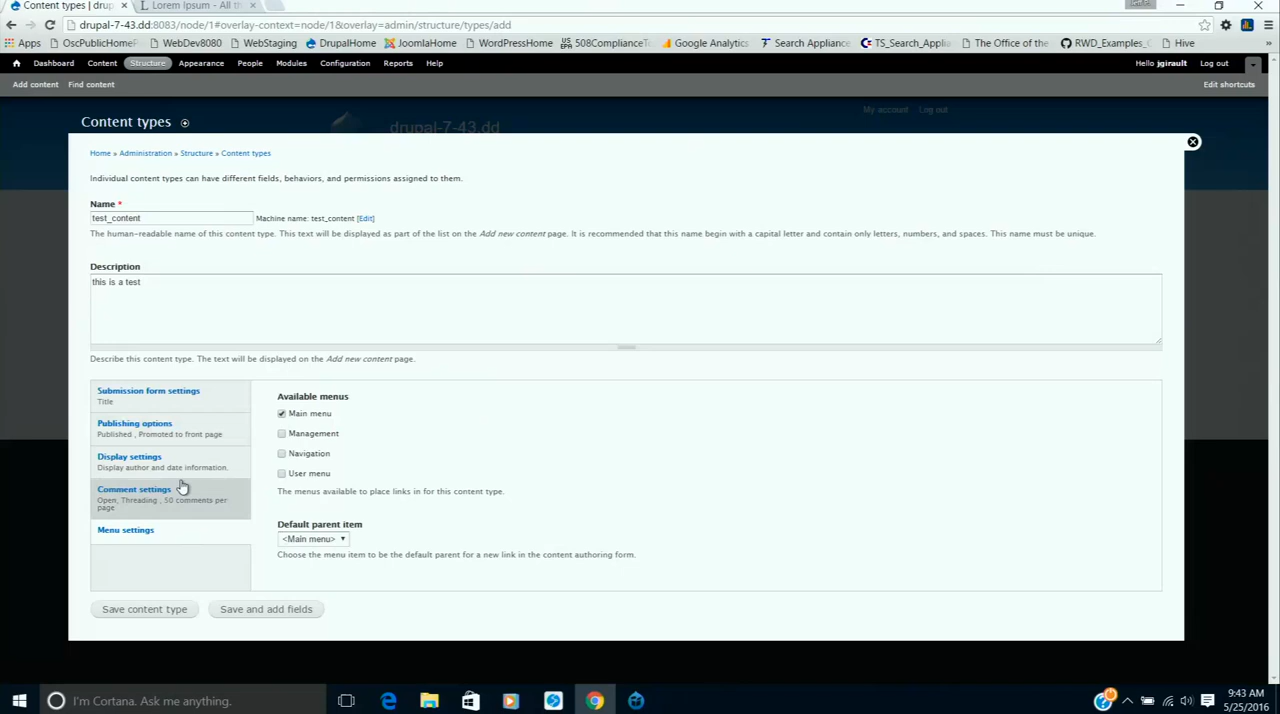 Content types | drup
Lorem Ipsum - All th
drupal-7-43.dd:8083/node/1#overlay-context=node/1&overlay=admin/structure/types/add
Apps OscPublicHomeP WebDev8080 WebStaging DrupalHome JoomlaHome WordPressHome 508ComplianceTo Google Analytics Search Appliance TS_Search_Applia The Office of the RWD_Examples_C Hive »
Dashboard Content Structure Appearance People Modules Configuration Reports Help Hello jgirault Log out
Add content Find content Edit shortcuts
My account Log out
Content types
drupal-7-43.dd
Home » Administration » Structure » Content types
Individual content types can have different fields, behaviors, and permissions assigned to them.
Name *
test_content Machine name: test_content [Edit]
The human-readable name of this content type. This text will be displayed as part of the list on the Add new content page. It is recommended that this name begin with a capital letter and contain only letters, numbers, and spaces. This name must be unique.
Description
this is a test
Describe this content type. The text will be displayed on the Add new content page.
Submission form settings
Title
Publishing options
Published , Promoted to front page
Display settings
Display author and date information.
Comment settings
Open, Threading , 50 comments per
page
Menu settings
Available menus
Main menu
Management
Navigation
User menu
The menus available to place links in for this content type.
Default parent item
<Main menu>
Choose the menu item to be the default parent for a new link in the content authoring form.
Save content type Save and add fields
I'm Cortana. Ask me anything.
9:43 AM
5/25/2016